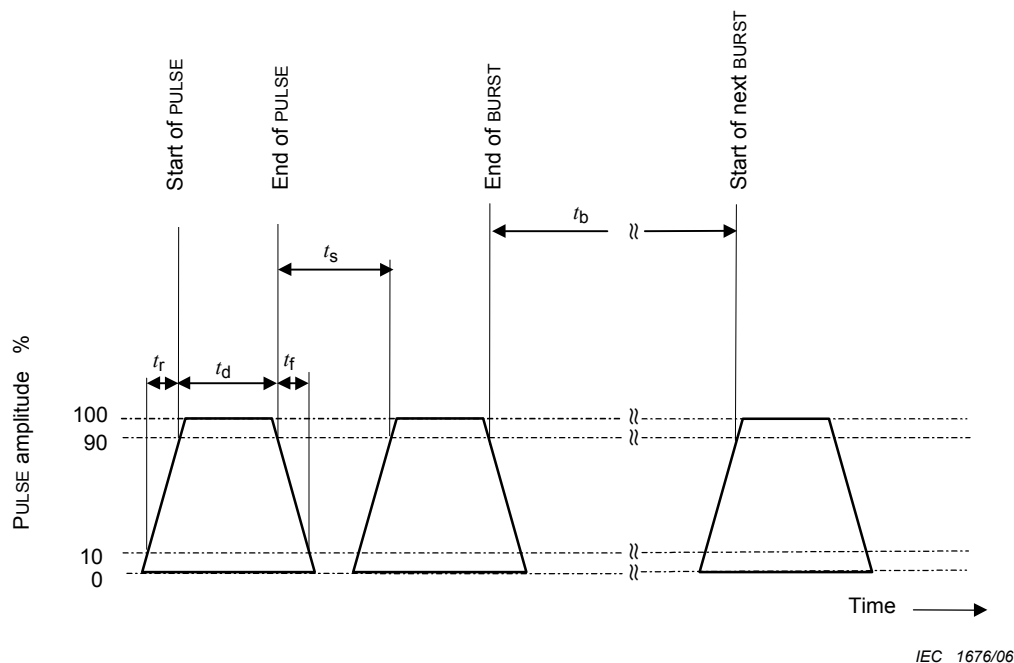 Start of PULSE
End of PULSE
End of BURST
Start of next BURST
tb
≈
ts
tr
td
tf
PULSE amplitude %
100
90
10
0
Time
IEC 1676/06